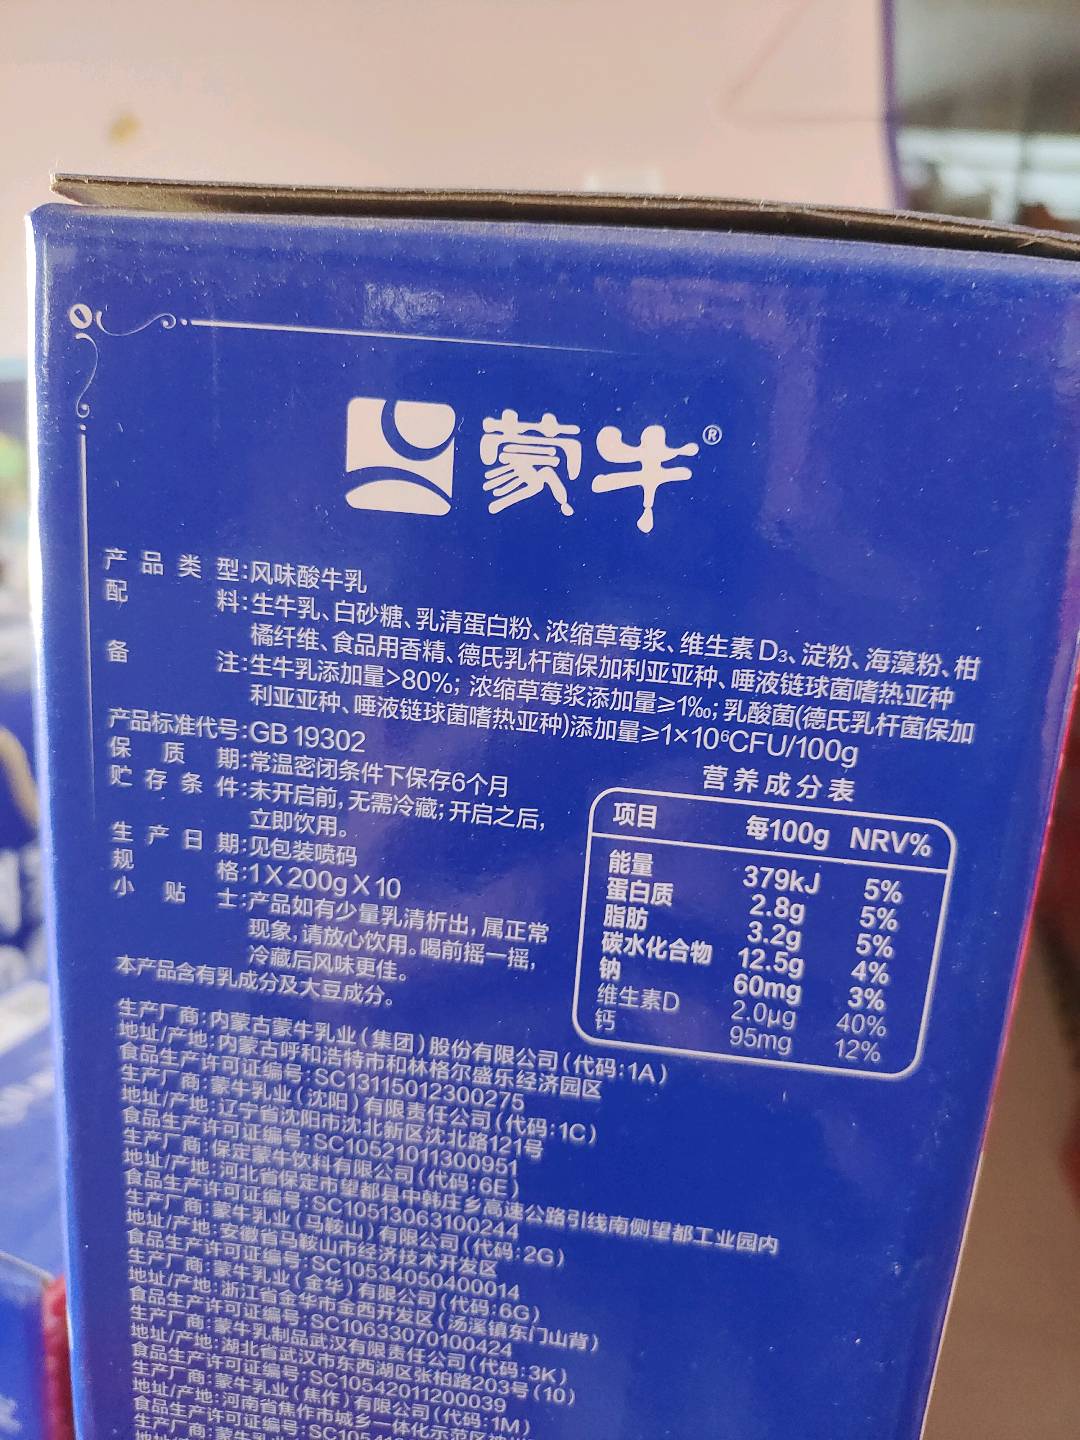 蒙牛®
产品类型:风味酸牛乳
配料:生牛乳、白砂糖、乳清蛋白粉、浓缩草莓浆、维生素D₃、淀粉、海藻粉、柑
橘纤维、食品用香精、德氏乳杆菌保加利亚亚种、唾液链球菌嗜热亚种
备注:生牛乳添加量>80%; 浓缩草莓浆添加量≥1‰; 乳酸菌(德氏乳杆菌保加
利亚亚种、唾液链球菌嗜热亚种)添加量≥1×10⁶CFU/100g
产品标准代号:GB 19302
保质期:常温密闭条件下保存6个月
贮存条件:未开启前, 无需冷藏; 开启之后,
立即饮用。
生产日期:见包装喷码
规格:1X200gX10
小贴士:产品如有少量乳清析出, 属正常
现象, 请放心饮用。喝前摇一摇,
冷藏后风味更佳。
本产品含有乳成分及大豆成分。
营养成分表
项目 每100g NRV%
能量 379kJ 5%
蛋白质 2.8g 5%
脂肪 3.2g 5%
碳水化合物 12.5g 4%
钠 60mg 3%
维生素D 2.0μg 40%
钙 95mg 12%
生产厂商:内蒙古蒙牛乳业(集团)股份有限公司(代码:1A)
地址/产地:内蒙古呼和浩特市和林格尔盛乐经济园区
食品生产许可证编号:SC13115012300275
生产厂商:蒙牛乳业(沈阳)有限责任公司(代码:1C)
地址/产地:辽宁省沈阳市沈北新区沈北路121号
食品生产许可证编号:SC10521011300951
生产厂商:保定蒙牛饮料有限公司(代码:6E)
地址/产地:河北省保定市望都县中韩庄乡高速公路引线南侧望都工业园内
食品生产许可证编号:SC10513063100244
生产厂商:蒙牛乳业(马鞍山)有限公司(代码:2G)
地址/产地:安徽省马鞍山市经济技术开发区
食品生产许可证编号:SC10534050400014
生产厂商:蒙牛乳业(金华)有限公司(代码:6G)
地址/产地:浙江省金华市金西开发区(汤溪镇东门山背)
食品生产许可证编号:SC10633070100424
生产厂商:蒙牛乳制品武汉有限责任公司(代码:3K)
地址/产地:湖北省武汉市东西湖区张柏路203号(10)
食品生产许可证编号:SC10542011200039
生产厂商:蒙牛乳业(焦作)有限公司(代码:1M)
地址/产地:河南省焦作市城乡一体化示范区
食品生产许可证编号:
生产厂商:蒙牛